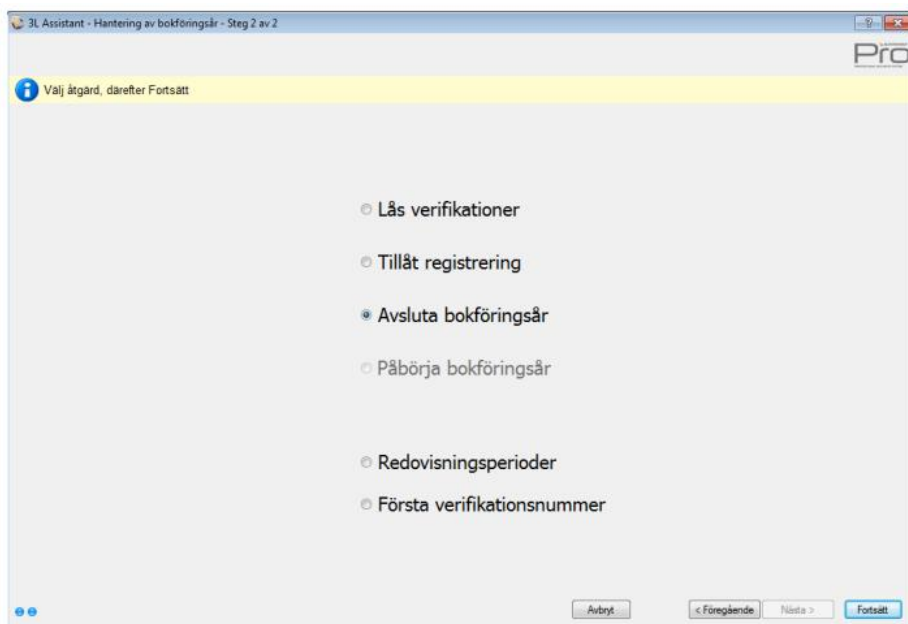 3L Assistant - Hantering av bokföringsår - Steg 2 av 2
Pro
Välj åtgärd, därefter Fortsätt
Lås verifikationer
Tillåt registrering
Avsluta bokföringsår
Påbörja bokföringsår
Redovisningsperioder
Första verifikationsnummer
Avbryt
< Föregående
Nästa >
Fortsätt